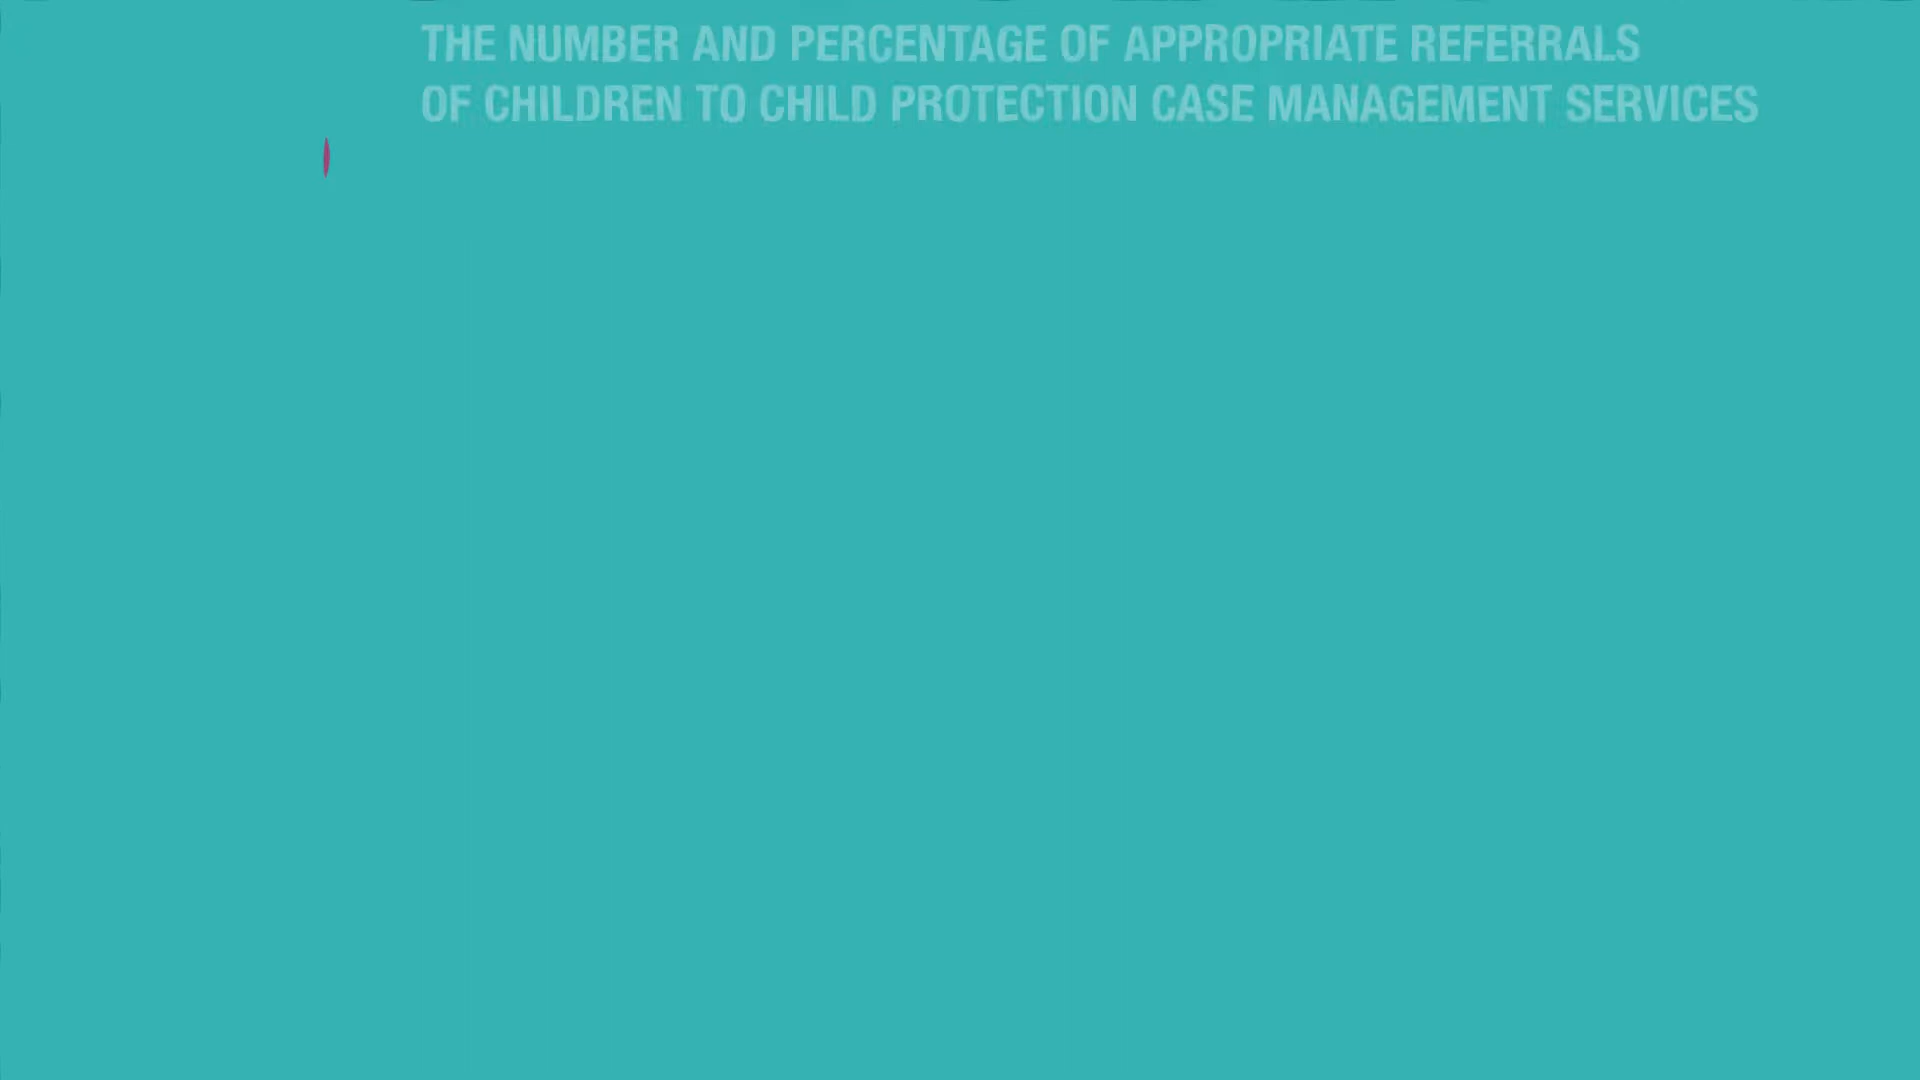 THE NUMBER AND PERCENTAGE OF APPROPRIATE REFERRALS
OF CHILDREN TO CHILD PROTECTION CASE MANAGEMENT SERVICES